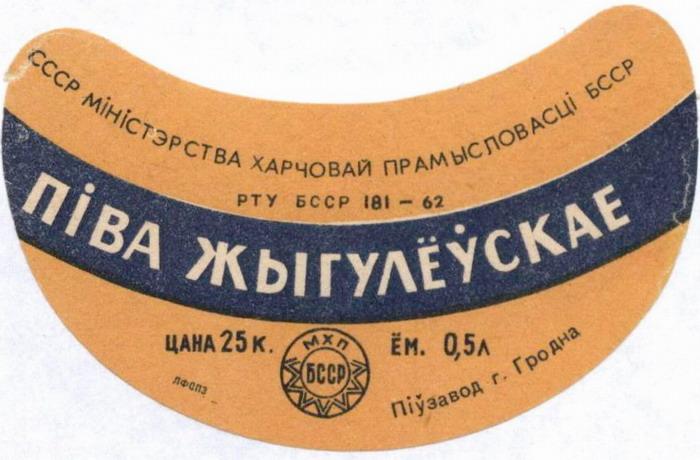 СССР МІНІСТЭРСТВА ХАРЧОВАЙ ПРАМЫСЛОВАСЦІ БССР
РТУ БССР 181 — 62
ПІВА ЖЫГУЛЁЎСКАЕ
ЦАНА 25 К.
МХП
БССР
ЁМ. 0,5 Л
ЛФОПЗ
Піўзавод г. Гродна